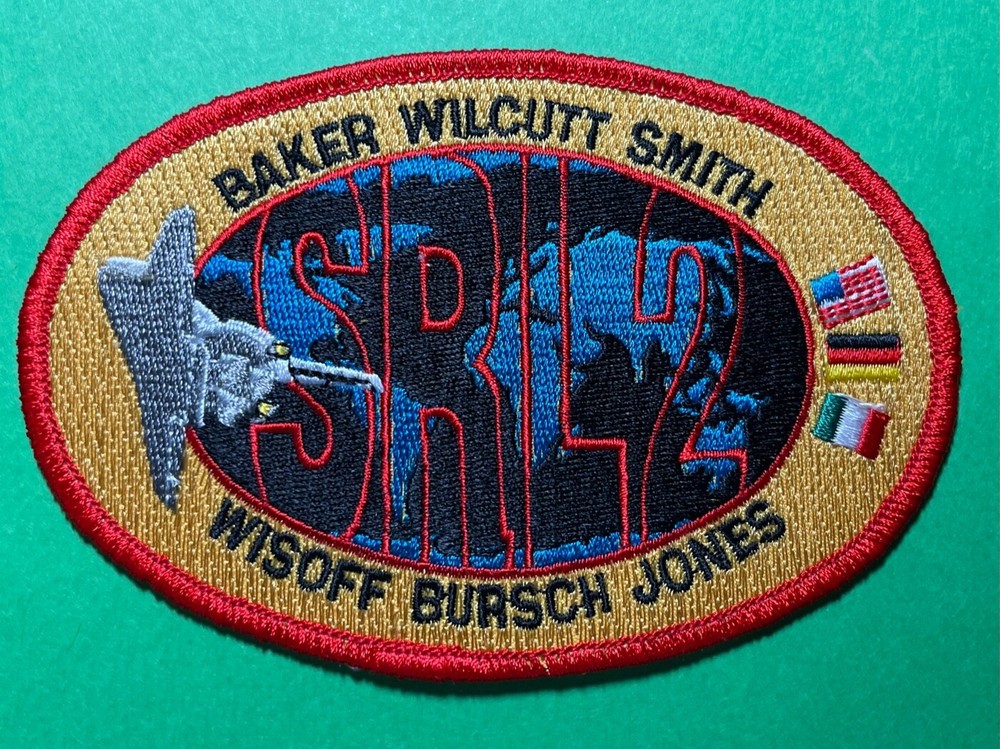 BAKER WILCUTT SMITH
SRL2
WISOFF BURSCH JONES